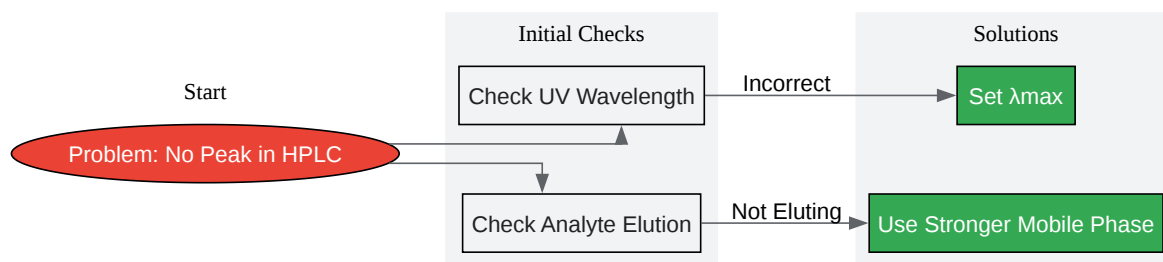 Start
Problem: No Peak in HPLC
Initial Checks
Check UV Wavelength
Check Analyte Elution
Incorrect
Not Eluting
Solutions
Set λmax
Use Stronger Mobile Phase